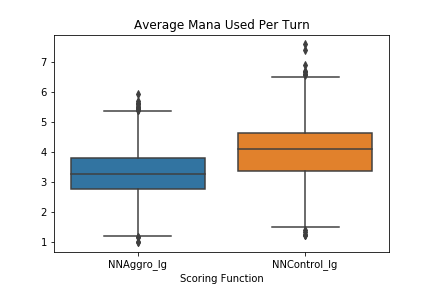 Average Mana Used Per Turn
7
6
5
4
3
2
1
NNAggro_lg
NNControl_lg
Scoring Function